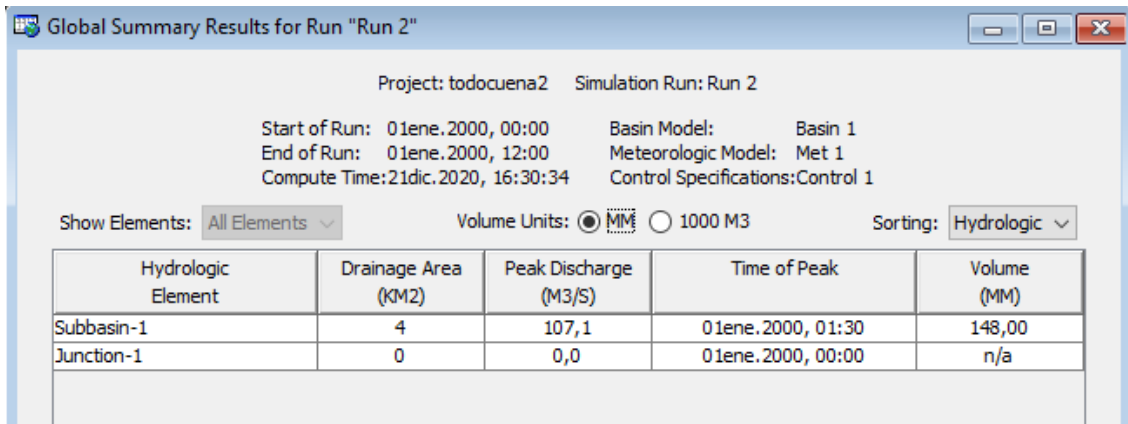 Global Summary Results for Run "Run 2"
Project: todocuena2 Simulation Run: Run 2
Start of Run: 01ene.2000, 00:00 Basin Model: Basin 1
End of Run: 01ene.2000, 12:00 Meteorologic Model: Met 1
Compute Time:21dic.2020, 16:30:34 Control Specifications:Control 1
Show Elements: All Elements Volume Units: MM 1000 M3 Sorting: Hydrologic
Hydrologic Drainage Area Peak Discharge Time of Peak Volume
Element (KM2) (M3/S) (MM)
Subbasin-1 4 107,1 01ene.2000, 01:30 148,00
Junction-1 0 0,0 01ene.2000, 00:00 n/a